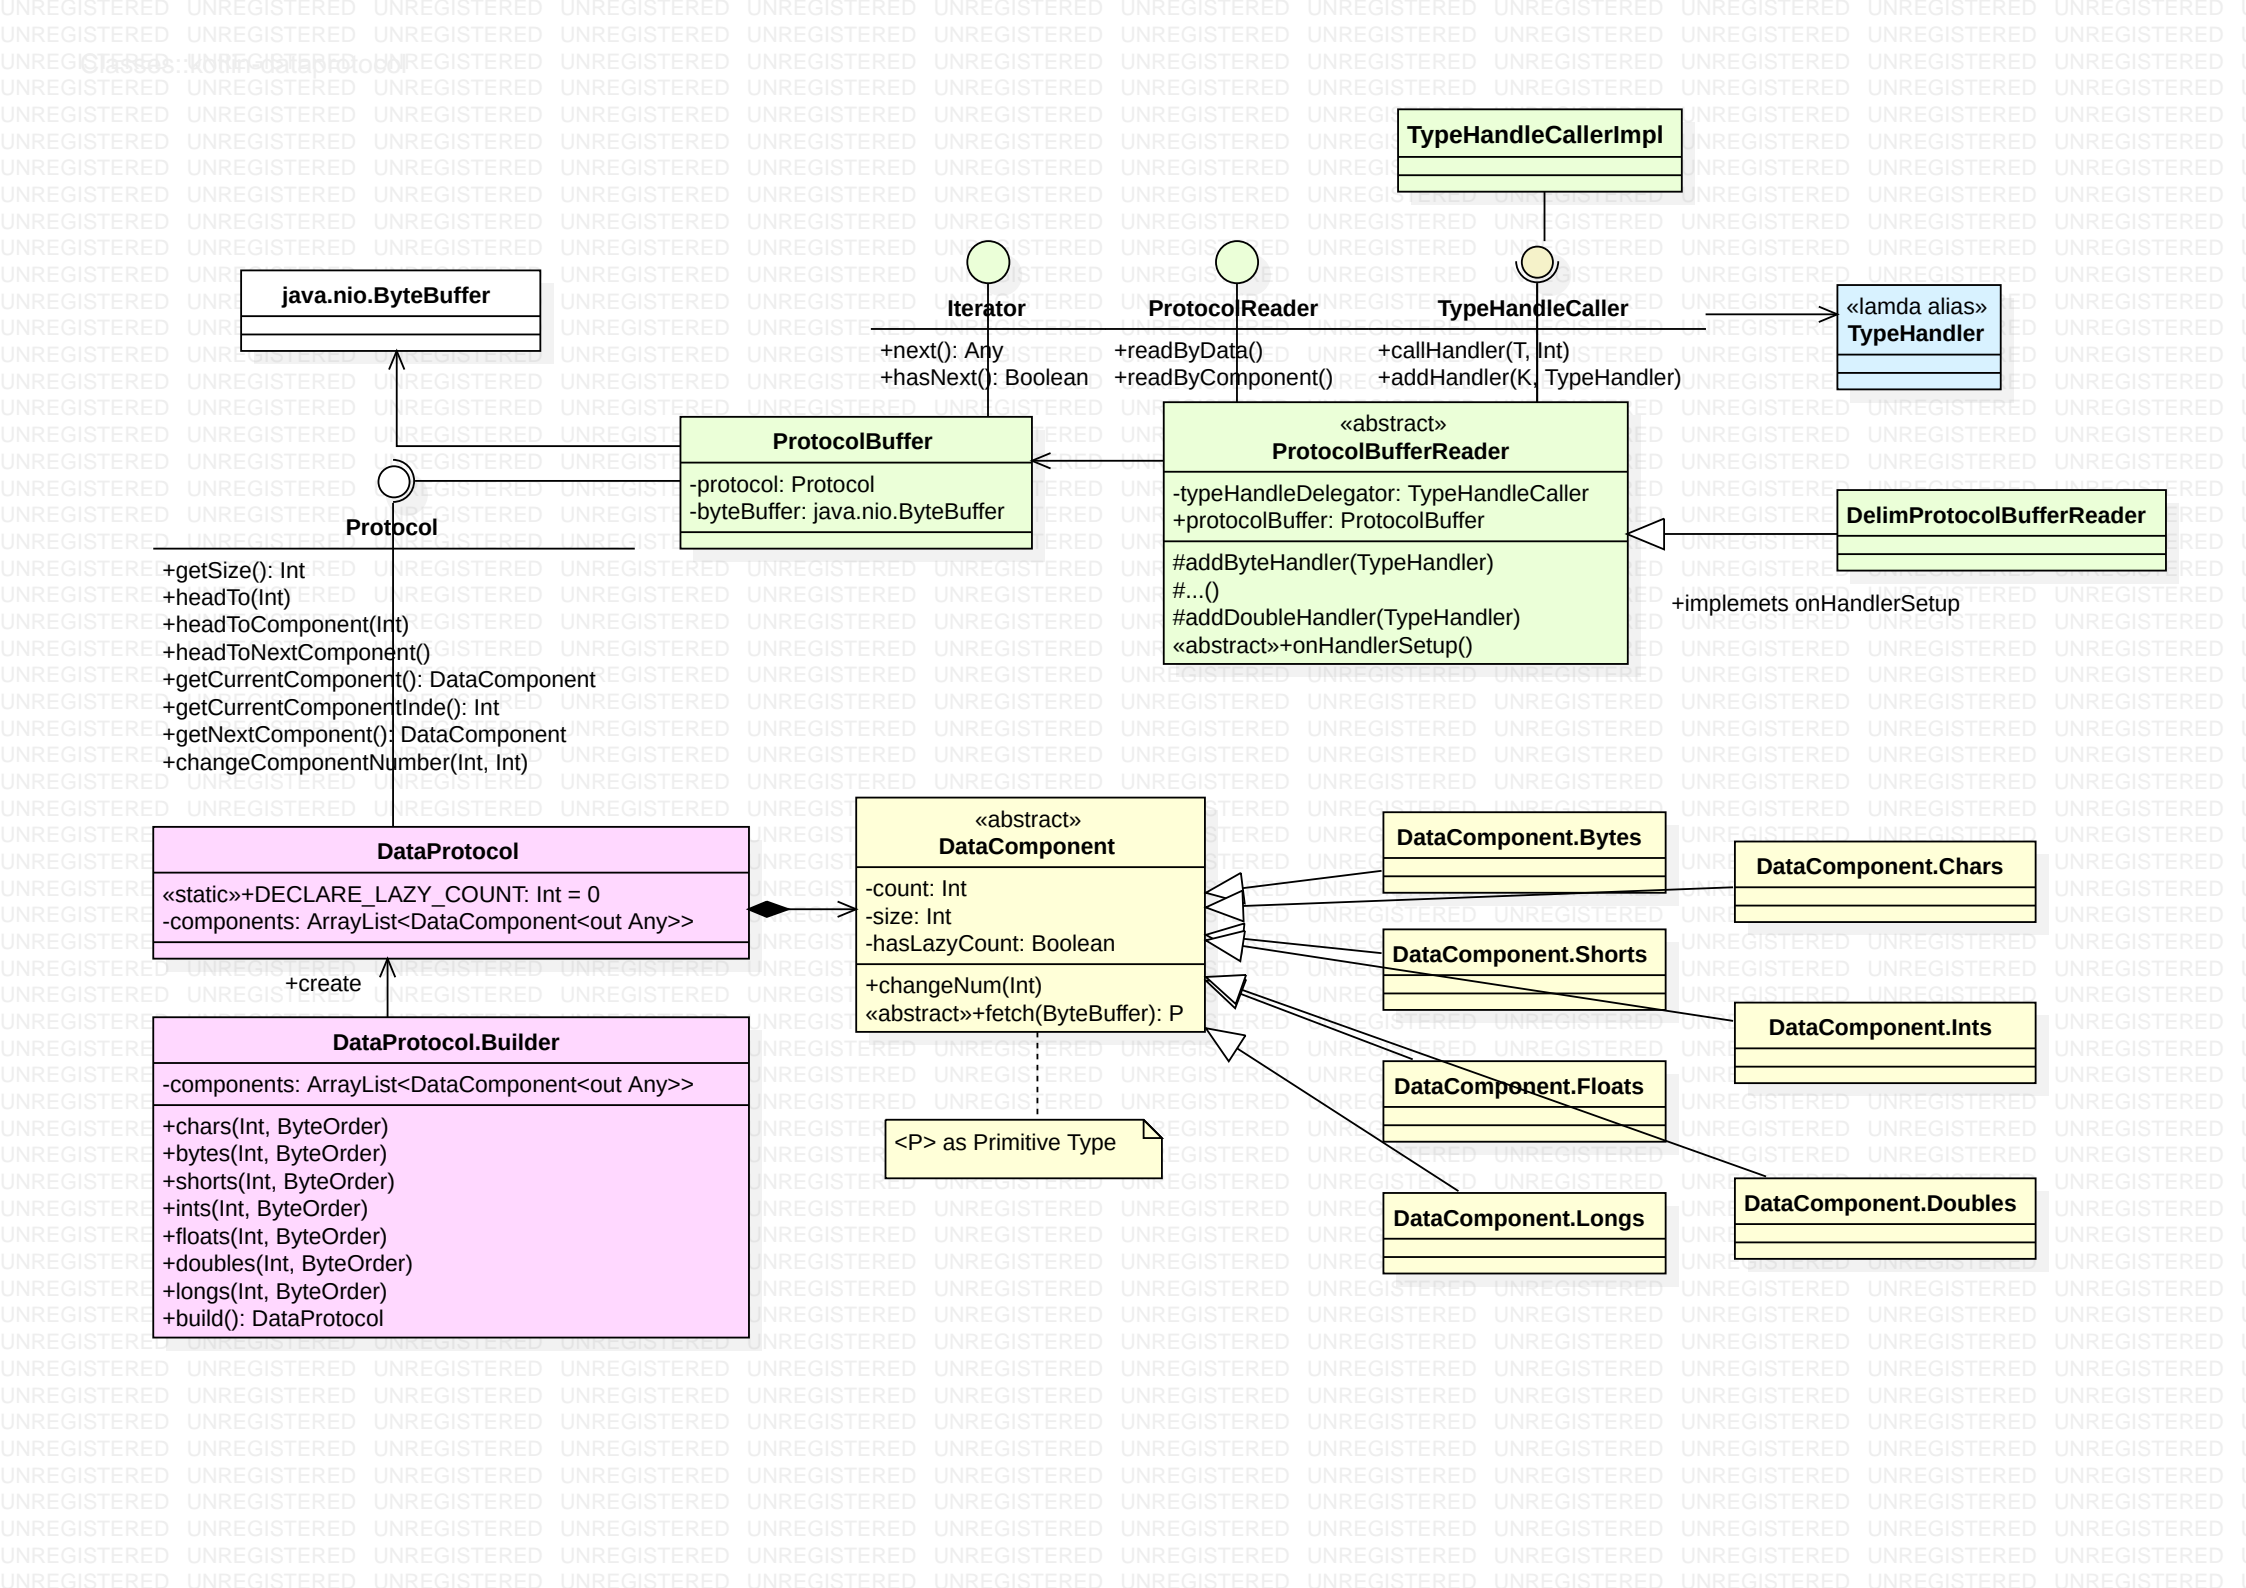 Classes::kotlin-dataprotocol
TypeHandleCallerImpl
java.nio.ByteBuffer
Iterator
+next(): Any
+hasNext(): Boolean
ProtocolReader
+readByData()
+readByComponent()
TypeHandleCaller
+callHandler(T, Int)
+addHandler(K, TypeHandler)
«lamda alias»
TypeHandler
ProtocolBuffer
-protocol: Protocol
-byteBuffer: java.nio.ByteBuffer
«abstract»
ProtocolBufferReader
-typeHandleDelegator: TypeHandleCaller
+protocolBuffer: ProtocolBuffer
#addByteHandler(TypeHandler)
#...()
#addDoubleHandler(TypeHandler)
«abstract»+onHandlerSetup()
DelimProtocolBufferReader
+implemets onHandlerSetup
Protocol
+getSize(): Int
+headTo(Int)
+headToComponent(Int)
+headToNextComponent()
+getCurrentComponent(): DataComponent
+getCurrentComponentInde(): Int
+getNextComponent(): DataComponent
+changeComponentNumber(Int, Int)
DataProtocol
«static»+DECLARE_LAZY_COUNT: Int = 0
-components: ArrayList<DataComponent<out Any>>
+create
DataProtocol.Builder
-components: ArrayList<DataComponent<out Any>>
+chars(Int, ByteOrder)
+bytes(Int, ByteOrder)
+shorts(Int, ByteOrder)
+ints(Int, ByteOrder)
+floats(Int, ByteOrder)
+doubles(Int, ByteOrder)
+longs(Int, ByteOrder)
+build(): DataProtocol
«abstract»
DataComponent
-count: Int
-size: Int
-hasLazyCount: Boolean
+changeNum(Int)
«abstract»+fetch(ByteBuffer): P
<P> as Primitive Type
DataComponent.Bytes
DataComponent.Chars
DataComponent.Shorts
DataComponent.Ints
DataComponent.Floats
DataComponent.Doubles
DataComponent.Longs
UNREGISTERED